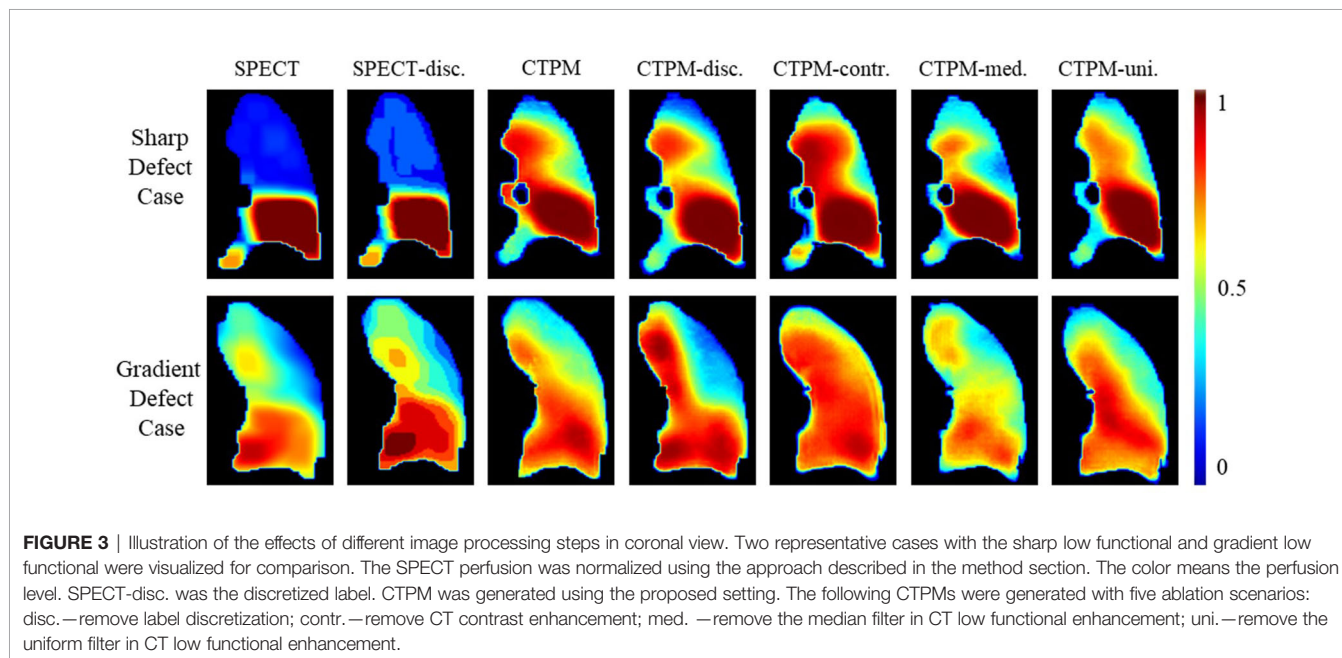 SPECT SPECT-disc. CTPM CTPM-disc. CTPM-contr. CTPM-med. CTPM-uni.
Sharp
Defect
Case
Gradient
Defect
Case
1
0.5
0
FIGURE 3 | Illustration of the effects of different image processing steps in coronal view. Two representative cases with the sharp low functional and gradient low
functional were visualized for comparison. The SPECT perfusion was normalized using the approach described in the method section. The color means the perfusion
level. SPECT-disc. was the discretized label. CTPM was generated using the proposed setting. The following CTPMs were generated with five ablation scenarios:
disc.—remove label discretization; contr.—remove CT contrast enhancement; med. —remove the median filter in CT low functional enhancement; uni.—remove the
uniform filter in CT low functional enhancement.